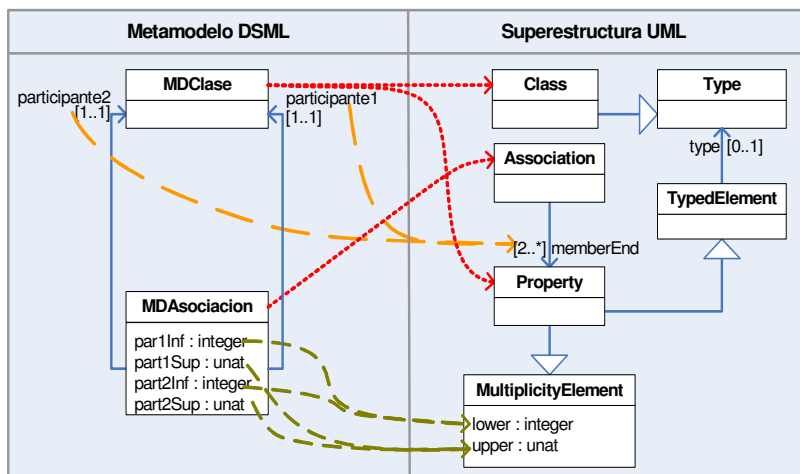 Metamodelo DSML
Superestructura UML
MDClase
Class
Type
participante2
[1..1]
participante1
[1..1]
type [0..1]
Association
TypedElement
[2..*] memberEnd
Property
MDAsociacion
par1Inf : integer
part1Sup : unat
part2Inf : integer
part2Sup : unat
MultiplicityElement
lower : integer
upper : unat